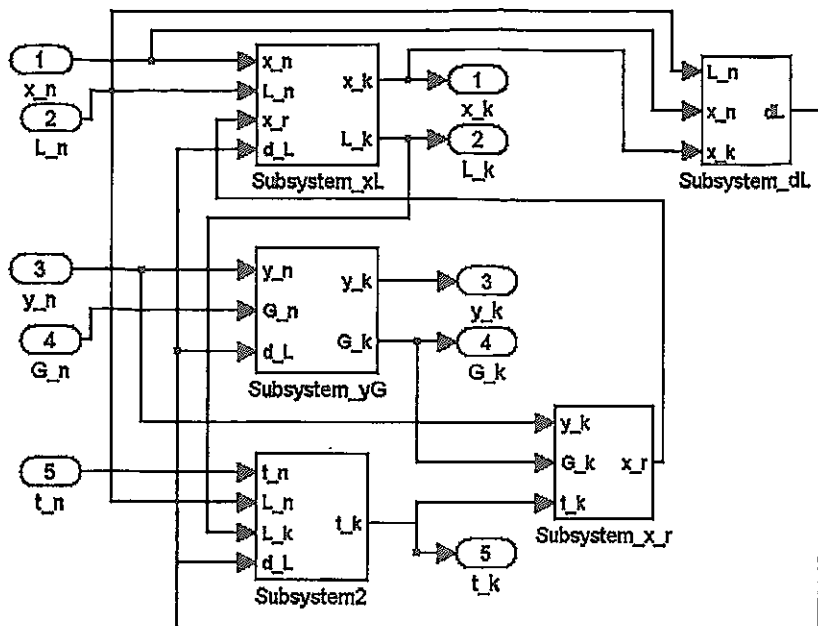 1
x_n
2
L_n
x_n
L_n
x_r
d_L
x_k
L_k
Subsystem_xL
1
x_k
2
L_k
L_n
x_n
x_k
dL
Subsystem_dL
3
y_n
4
G_n
y_n
G_n
d_L
y_k
G_k
Subsystem_yG
3
y_k
4
G_k
5
t_n
t_n
L_n
L_k
d_L
t_k
Subsystem2
y_k
G_k
t_k
x_r
Subsystem_x_r
5
t_k